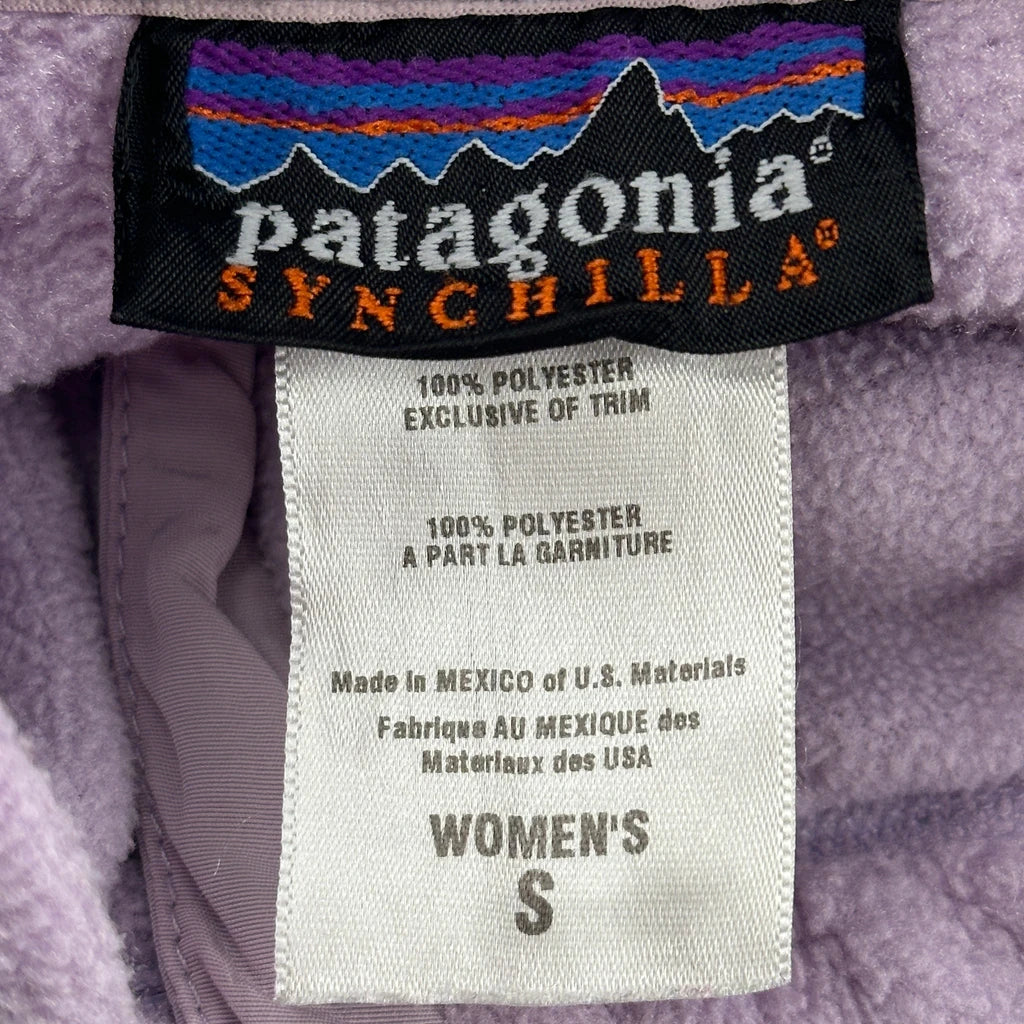 patagonia®
SYNCHILLA®
100% POLYESTER
EXCLUSIVE OF TRIM
100% POLYESTER
A PART LA GARNITURE
Made in MEXICO of U.S. Materials
Fabrique AU MEXIQUE des
Materiaux des USA
WOMEN'S
S